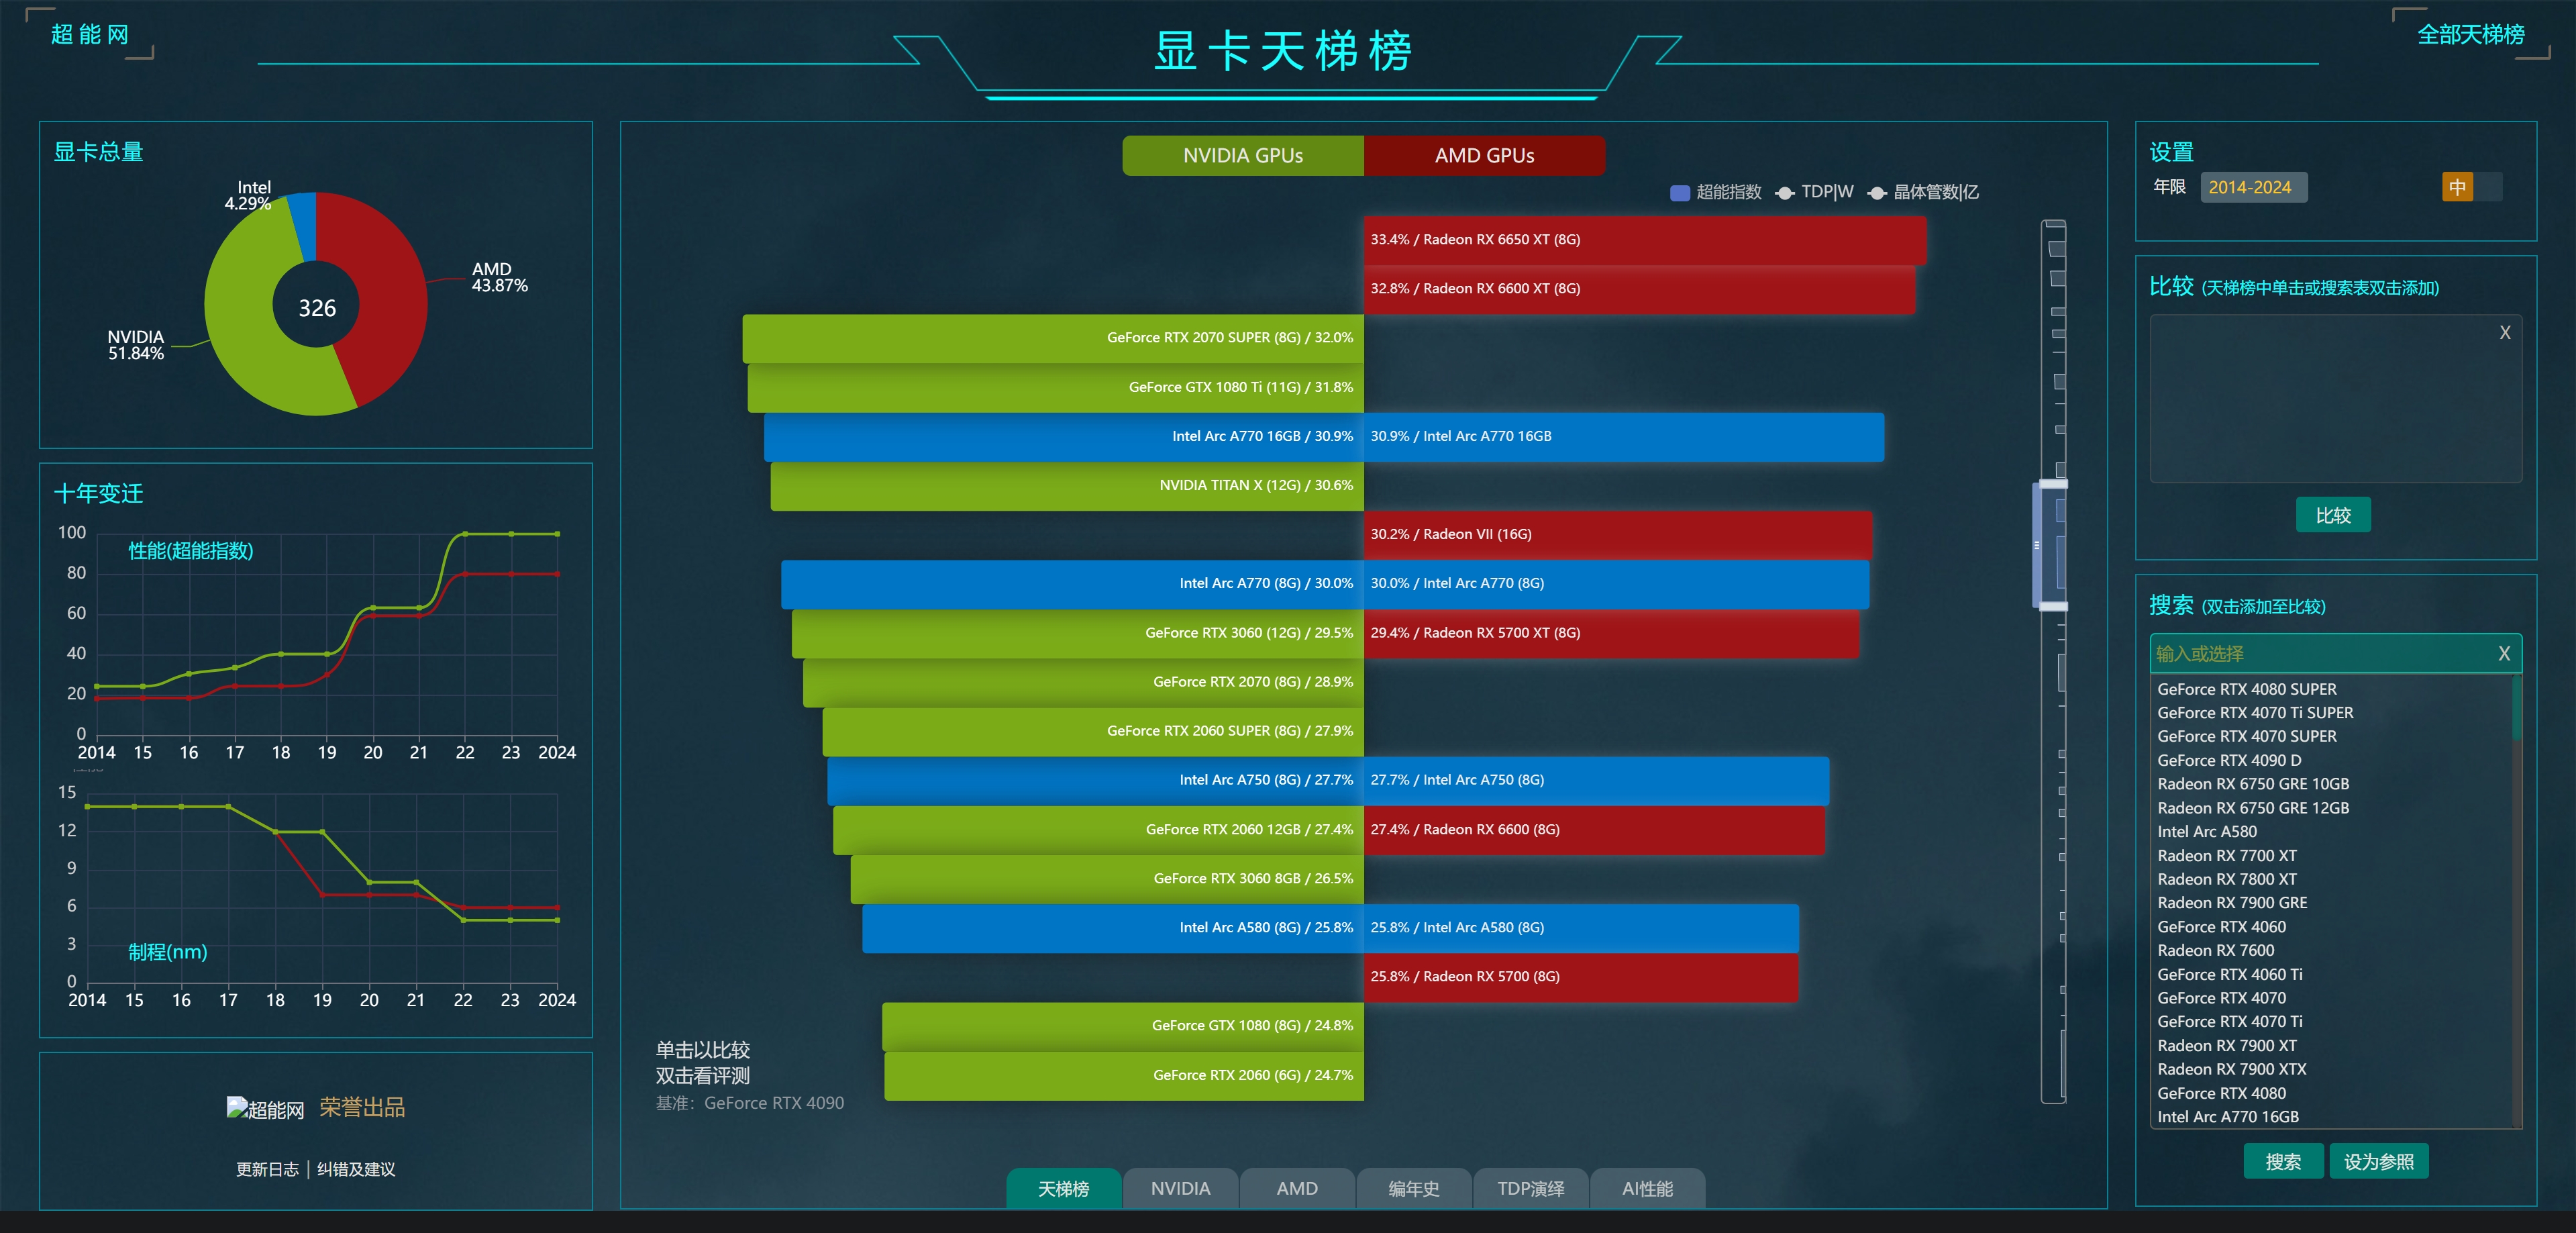 超能网
显卡天梯榜
全部天梯榜
显卡总量
Intel
4.29%
AMD
43.87%
326
NVIDIA
51.84%
十年变迁
100
80
60
40
20
0
性能(超能指数)
2014 15 16 17 18 19 20 21 22 23 2024
15
12
9
6
3
0
制程(nm)
2014 15 16 17 18 19 20 21 22 23 2024
超能网 荣誉出品
更新日志 | 纠错及建议
NVIDIA GPUs AMD GPUs
超能指数 TDP|W 晶体管数|亿
33.4% / Radeon RX 6650 XT (8G)
32.8% / Radeon RX 6600 XT (8G)
GeForce RTX 2070 SUPER (8G) / 32.0%
GeForce GTX 1080 Ti (11G) / 31.8%
Intel Arc A770 16GB / 30.9% 30.9% / Intel Arc A770 16GB
NVIDIA TITAN X (12G) / 30.6%
30.2% / Radeon VII (16G)
Intel Arc A770 (8G) / 30.0% 30.0% / Intel Arc A770 (8G)
GeForce RTX 3060 (12G) / 29.5% 29.4% / Radeon RX 5700 XT (8G)
GeForce RTX 2070 (8G) / 28.9%
GeForce RTX 2060 SUPER (8G) / 27.9%
Intel Arc A750 (8G) / 27.7% 27.7% / Intel Arc A750 (8G)
GeForce RTX 2060 12GB / 27.4% 27.4% / Radeon RX 6600 (8G)
GeForce RTX 3060 8GB / 26.5%
Intel Arc A580 (8G) / 25.8% 25.8% / Intel Arc A580 (8G)
25.8% / Radeon RX 5700 (8G)
GeForce GTX 1080 (8G) / 24.8%
GeForce RTX 2060 (6G) / 24.7%
单击以比较
双击看评测
基准：GeForce RTX 4090
天梯榜 NVIDIA AMD 编年史 TDP演绎 AI性能
设置
年限 2014-2024 中
比较 (天梯榜中单击或搜索表双击添加)
X
比较
搜索 (双击添加至比较)
输入或选择 X
GeForce RTX 4080 SUPER
GeForce RTX 4070 Ti SUPER
GeForce RTX 4070 SUPER
GeForce RTX 4090 D
Radeon RX 6750 GRE 10GB
Radeon RX 6750 GRE 12GB
Intel Arc A580
Radeon RX 7700 XT
Radeon RX 7800 XT
Radeon RX 7900 GRE
GeForce RTX 4060
Radeon RX 7600
GeForce RTX 4060 Ti
GeForce RTX 4070
GeForce RTX 4070 Ti
Radeon RX 7900 XT
Radeon RX 7900 XTX
GeForce RTX 4080
Intel Arc A770 16GB
搜索 设为参照